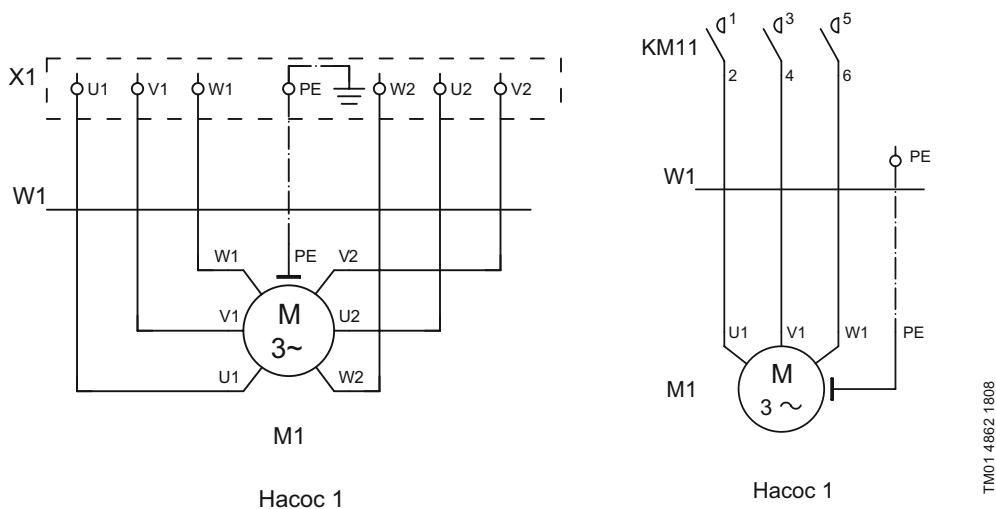 X1 U1 V1 W1 PE W2 U2 V2
W1
W1 PE V2
V1 M U2
3~
U1 W2
M1
Насос 1
1 3 5
KM11
2 4 6
PE
W1
U1 V1 W1 PE
M1 M
3 ~
Насос 1
TM01 4862 1808